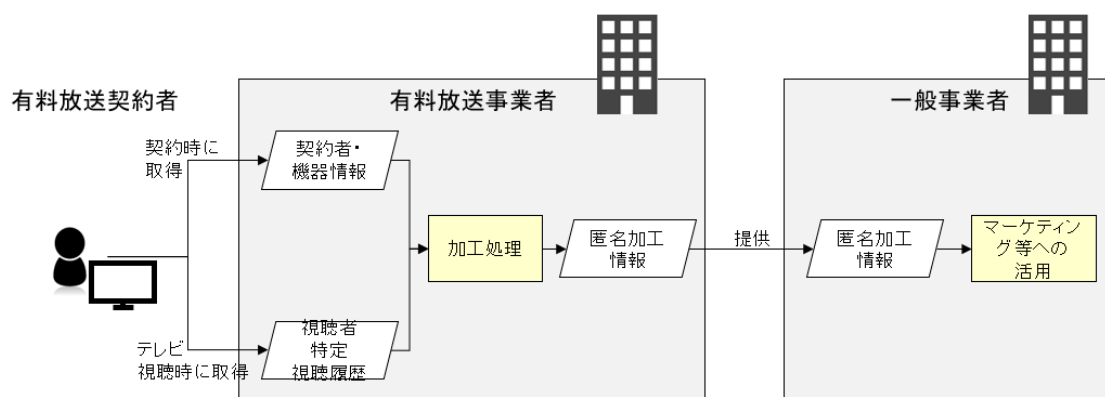 有料放送契約者
有料放送事業者
一般事業者
契約時に
取得
契約者・
機器情報
加工処理
匿名加工
情報
提供
匿名加工
情報
マーケティン
グ等への
活用
テレビ
視聴時に取得
視聴者
特定
視聴履歴